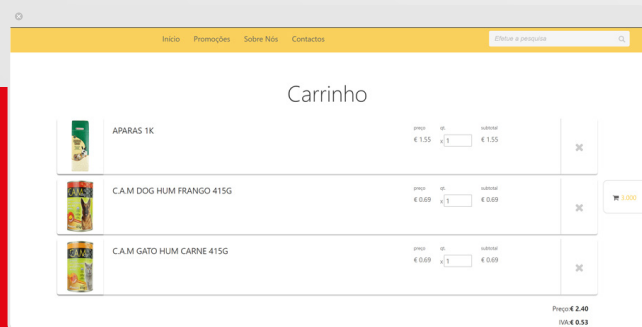 Início Promoções Sobre Nós Contactos
Efetue a pesquisa
Carrinho
APARAS 1K
preço qt. subtotal
€ 1.55 x 1 € 1.55
C.A.M DOG HUM FRANGO 415G
preço qt. subtotal
€ 0.69 x 1 € 0.69
1.000
C.A.M GATO HUM CARNE 415G
preço qt. subtotal
€ 0.69 x 1 € 0.69
Preço:€ 2.40
IVA:€ 0.53